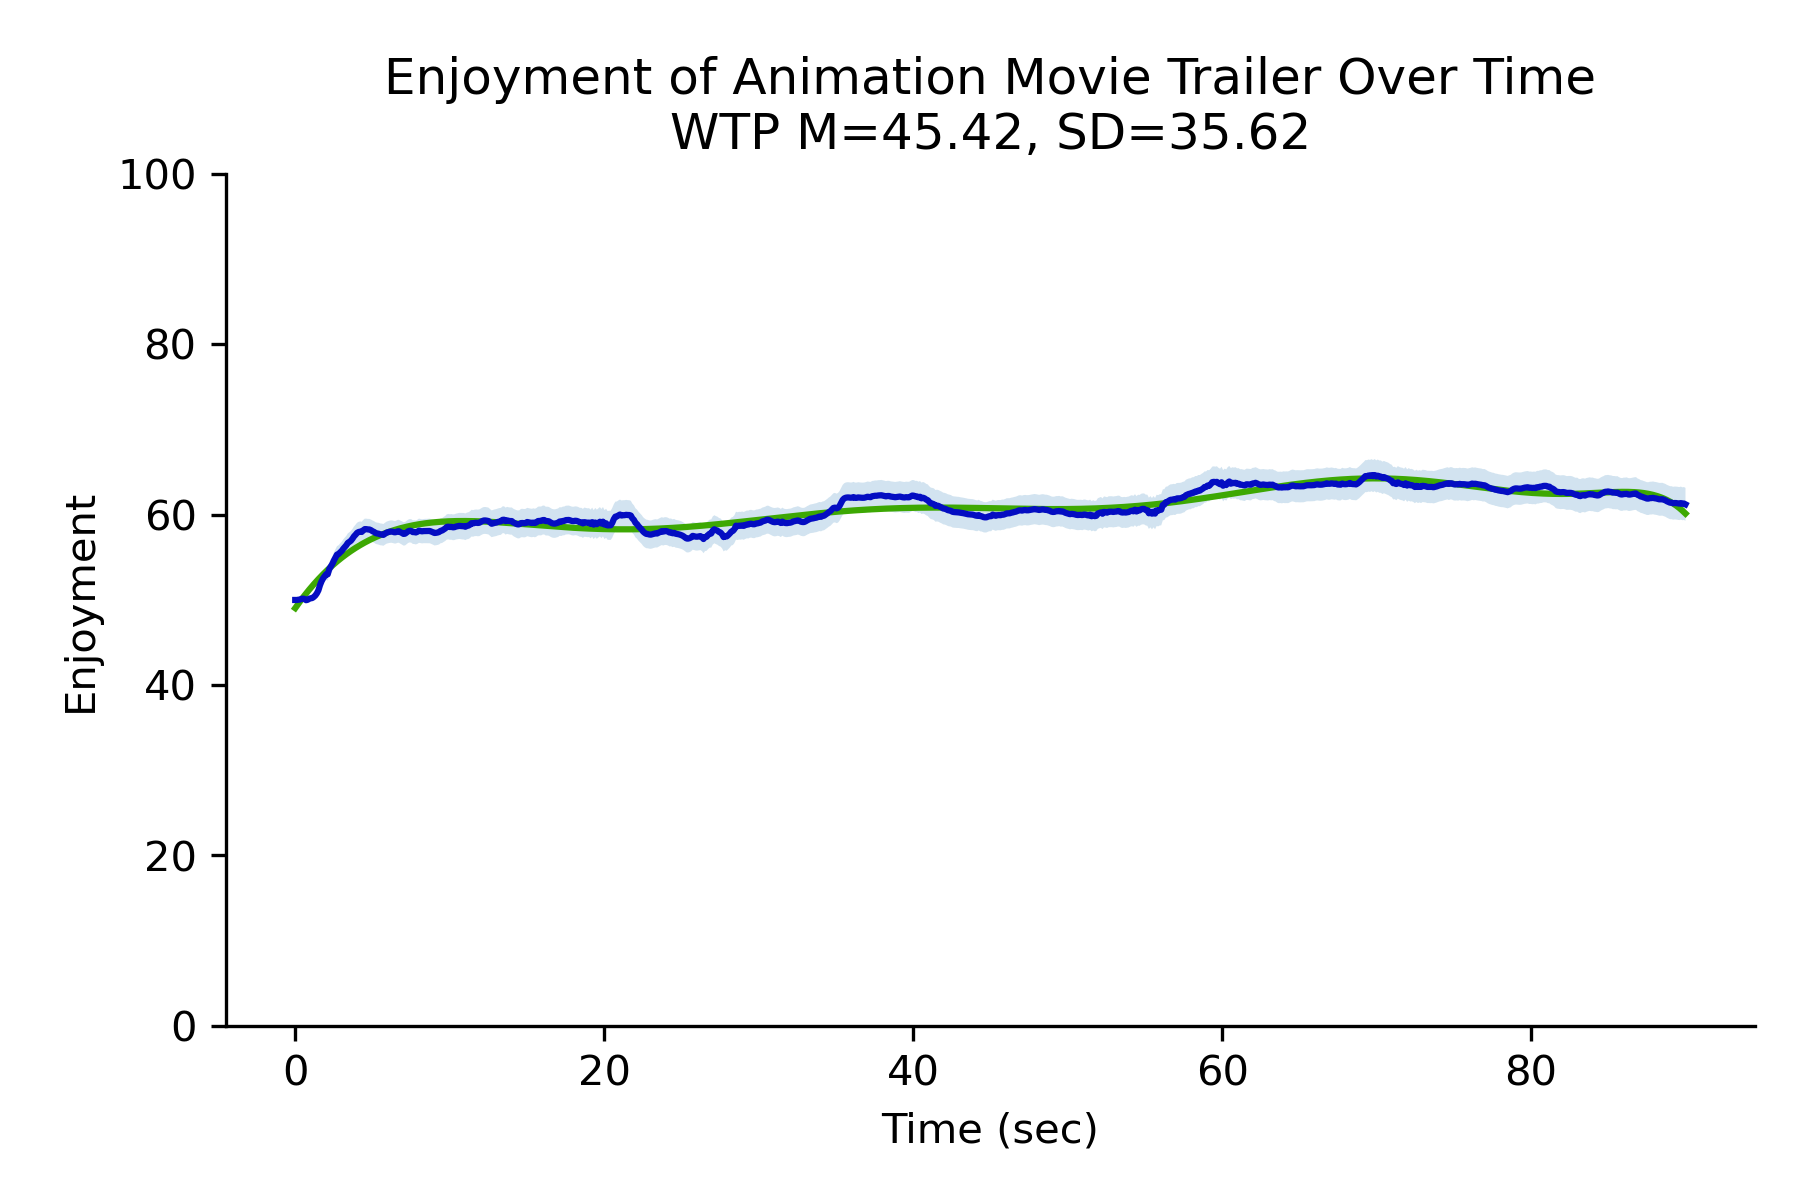 Enjoyment of Animation Movie Trailer Over Time
WTP M=45.42, SD=35.62
100
80
60
40
20
0
Enjoyment
0 20 40 60 80
Time (sec)